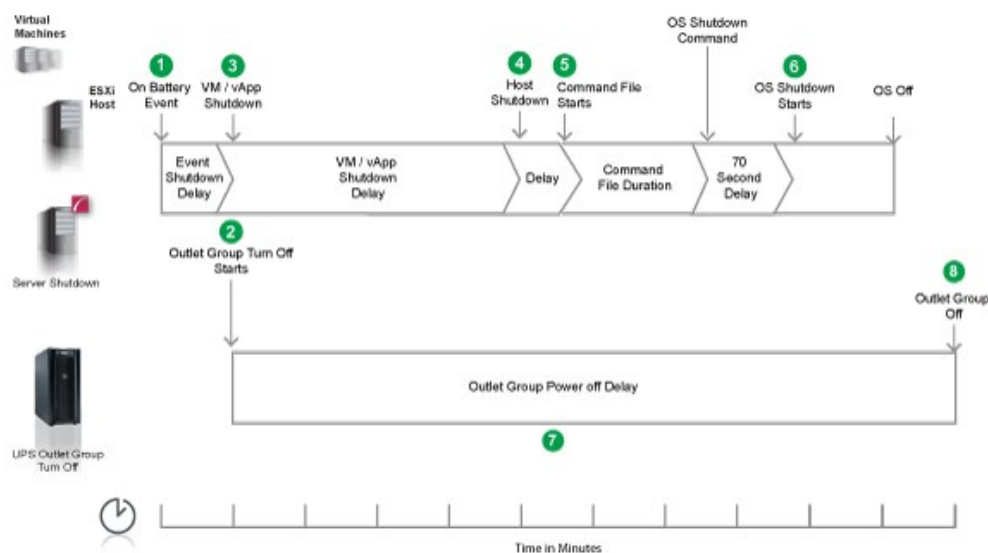 Virtual
Machines
ESXi
Host
1
On Battery
Event
3
VM / vApp
Shutdown
4
Host
Shutdown
5
Command File
Starts
OS Shutdown
Command
6
OS Shutdown
Starts
OS Off
Event
Shutdown
Delay
VM / vApp
Shutdown
Delay
Delay
Command
File Duration
70
Second
Delay
2
Outlet Group Turn Off
Starts
Server Shutdown
8
Outlet Group
Off
Outlet Group Power off Delay
7
UPS Outlet Group
Turn Off
Time in Minutes